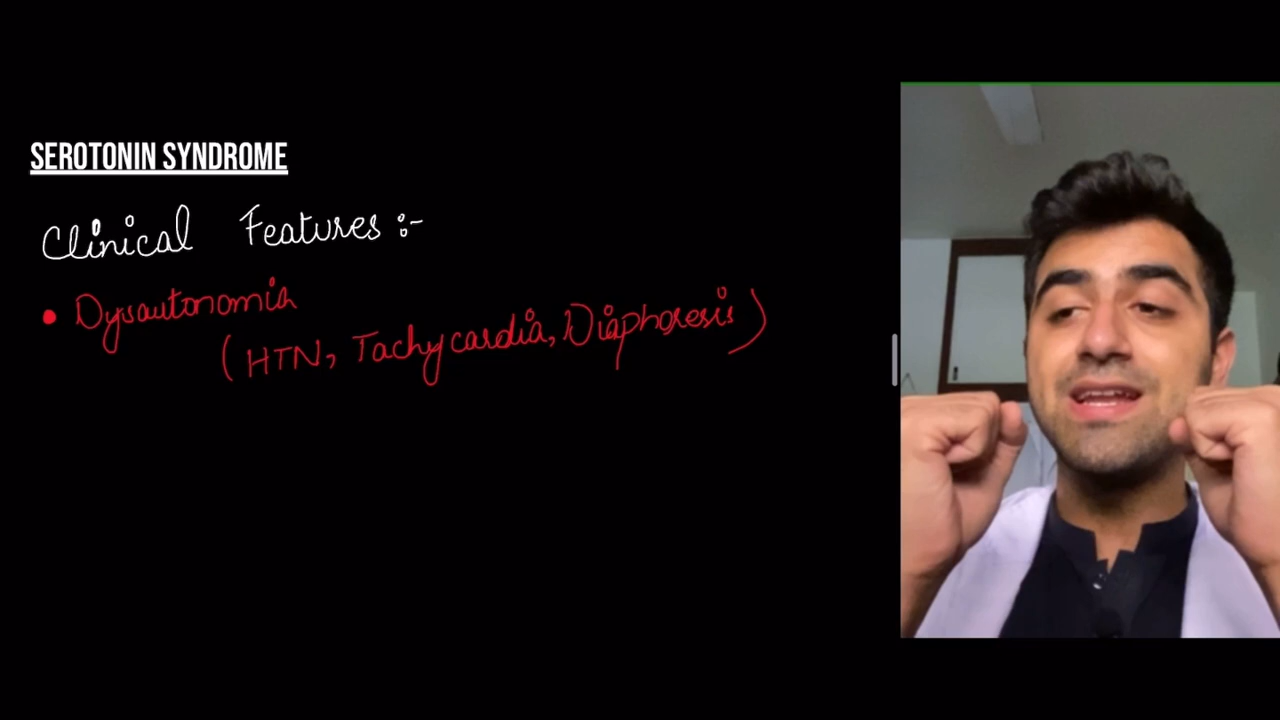 SEROTONIN SYNDROME
Clinical Features :-
• Dysautonomia
(HTN, Tachycardia, Diaphoresis)